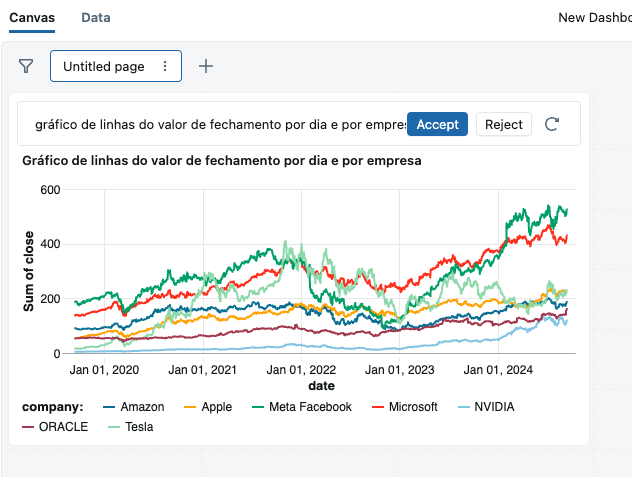 Canvas Data New Dashbo
Untitled page
gráfico de linhas do valor de fechamento por dia e por empres Accept Reject
Gráfico de linhas do valor de fechamento por dia e por empresa
600
400
200
0
Sum of close
Jan 01, 2020 Jan 01, 2021 Jan 01, 2022 Jan 01, 2023 Jan 01, 2024
date
company: Amazon Apple Meta Facebook Microsoft NVIDIA
ORACLE Tesla